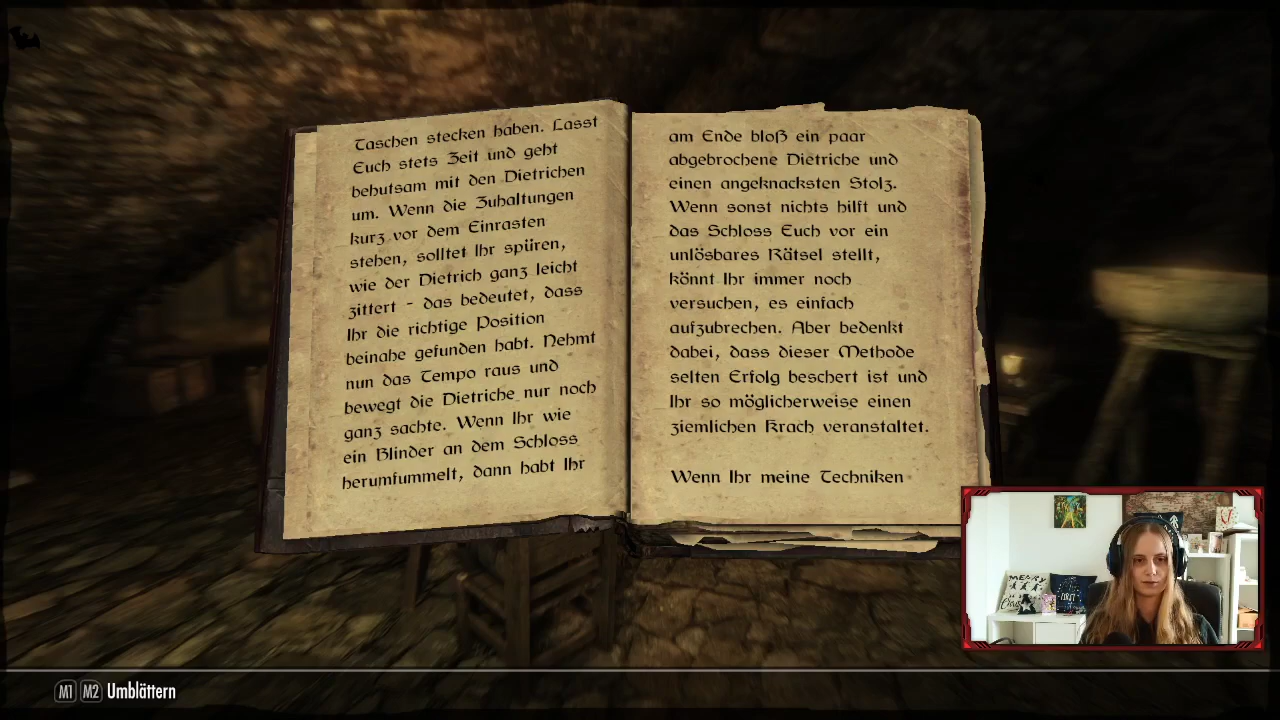 Taschen stecken haben. Lasst
Euch stets Zeit und geht
behutsam mit den Dietrichen
um. Wenn die Zuhaltungen
kurz vor dem Einrasten
stehen, solltet Ihr spüren,
wie der Dietrich ganz leicht
zittert - das bedeutet, dass
Ihr die richtige Position
beinahe gefunden habt. Nehmt
nun das Tempo raus und
bewegt die Dietriche nur noch
ganz sachte. Wenn Ihr wie
ein Blinder an dem Schloss
herumfummelt, dann habt Ihr
am Ende bloß ein paar
abgebrochene Dietriche und
einen angeknacksten Stolz.
Wenn sonst nichts hilft und
das Schloss Euch vor ein
unlösbares Rätsel stellt,
könnt Ihr immer noch
versuchen, es einfach
aufzubrechen. Aber bedenkt
dabei, dass dieser Methode
selten Erfolg beschert ist und
Ihr so möglicherweise einen
ziemlichen Krach veranstaltet.
Wenn Ihr meine Techniken
MERRY
FIRST
M1 M2 Umblättern